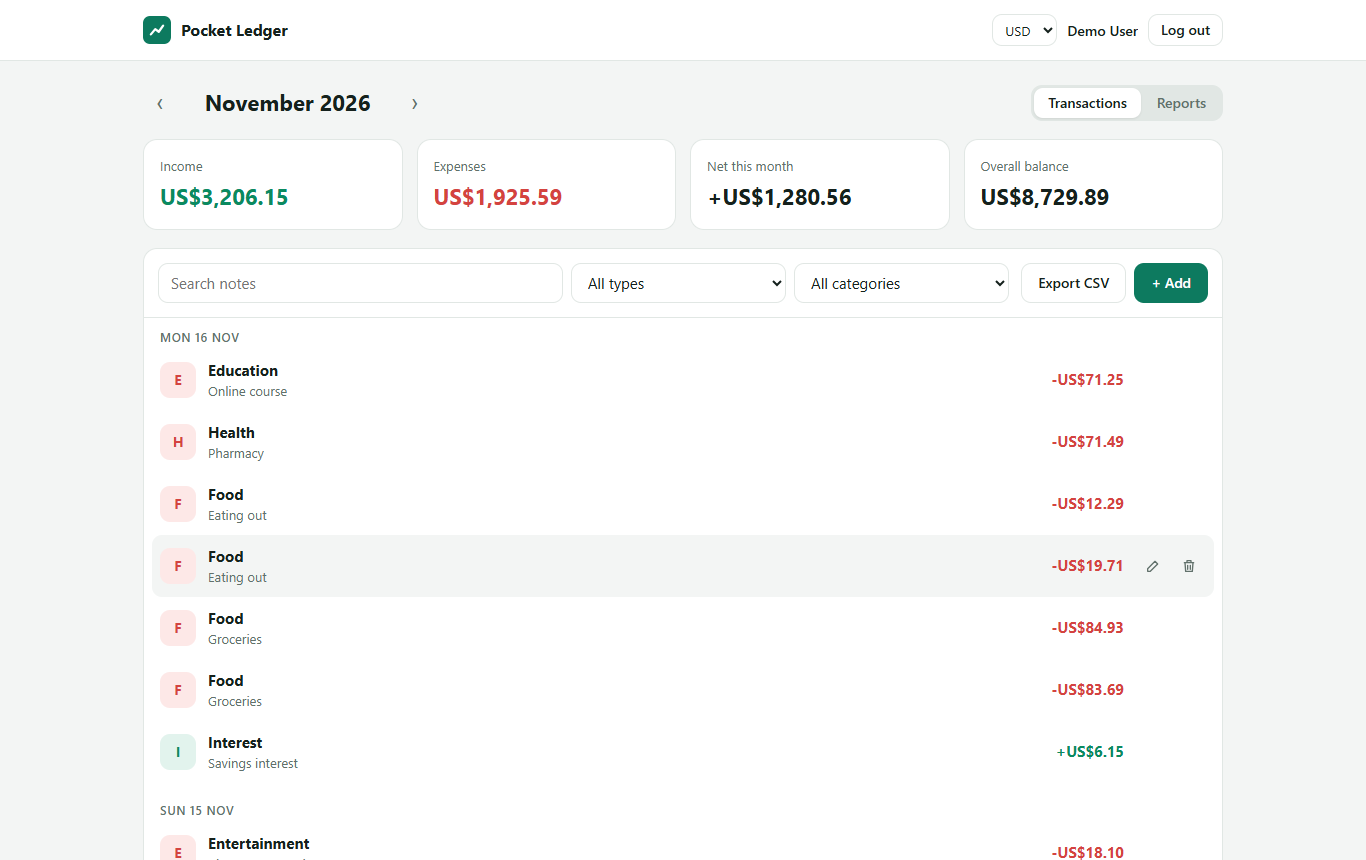 Pocket Ledger
USD
Demo User
Log out
‹ November 2026 ›
Transactions
Reports
Income
US$3,206.15
Expenses
US$1,925.59
Net this month
+US$1,280.56
Overall balance
US$8,729.89
Search notes
All types
All categories
Export CSV
+ Add
MON 16 NOV
E
Education
Online course
-US$71.25
H
Health
Pharmacy
-US$71.49
F
Food
Eating out
-US$12.29
F
Food
Eating out
-US$19.71
F
Food
Groceries
-US$84.93
F
Food
Groceries
-US$83.69
I
Interest
Savings interest
+US$6.15
SUN 15 NOV
E
Entertainment
-US$18.10